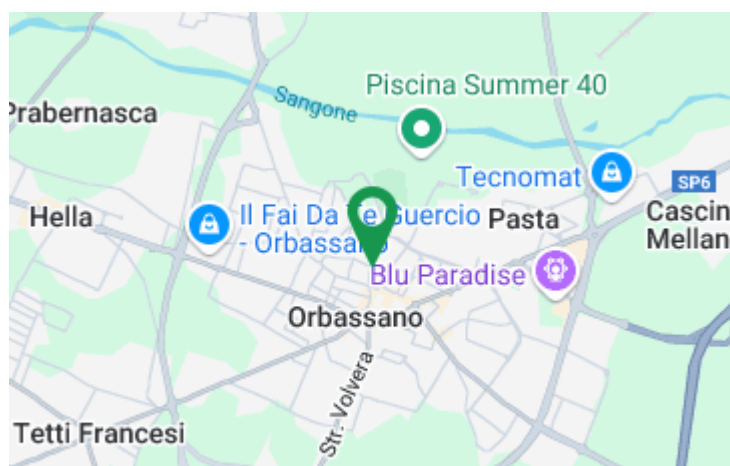 Piscina Summer 40
Sangone
Prabernasca
Tecnomat
SP6
Hella
Il Fai Da Te Guercio
- Orbassano
Pasta
Cascin
Mellan
Blu Paradise
Orbassano
Str. Volvera
Tetti Francesi